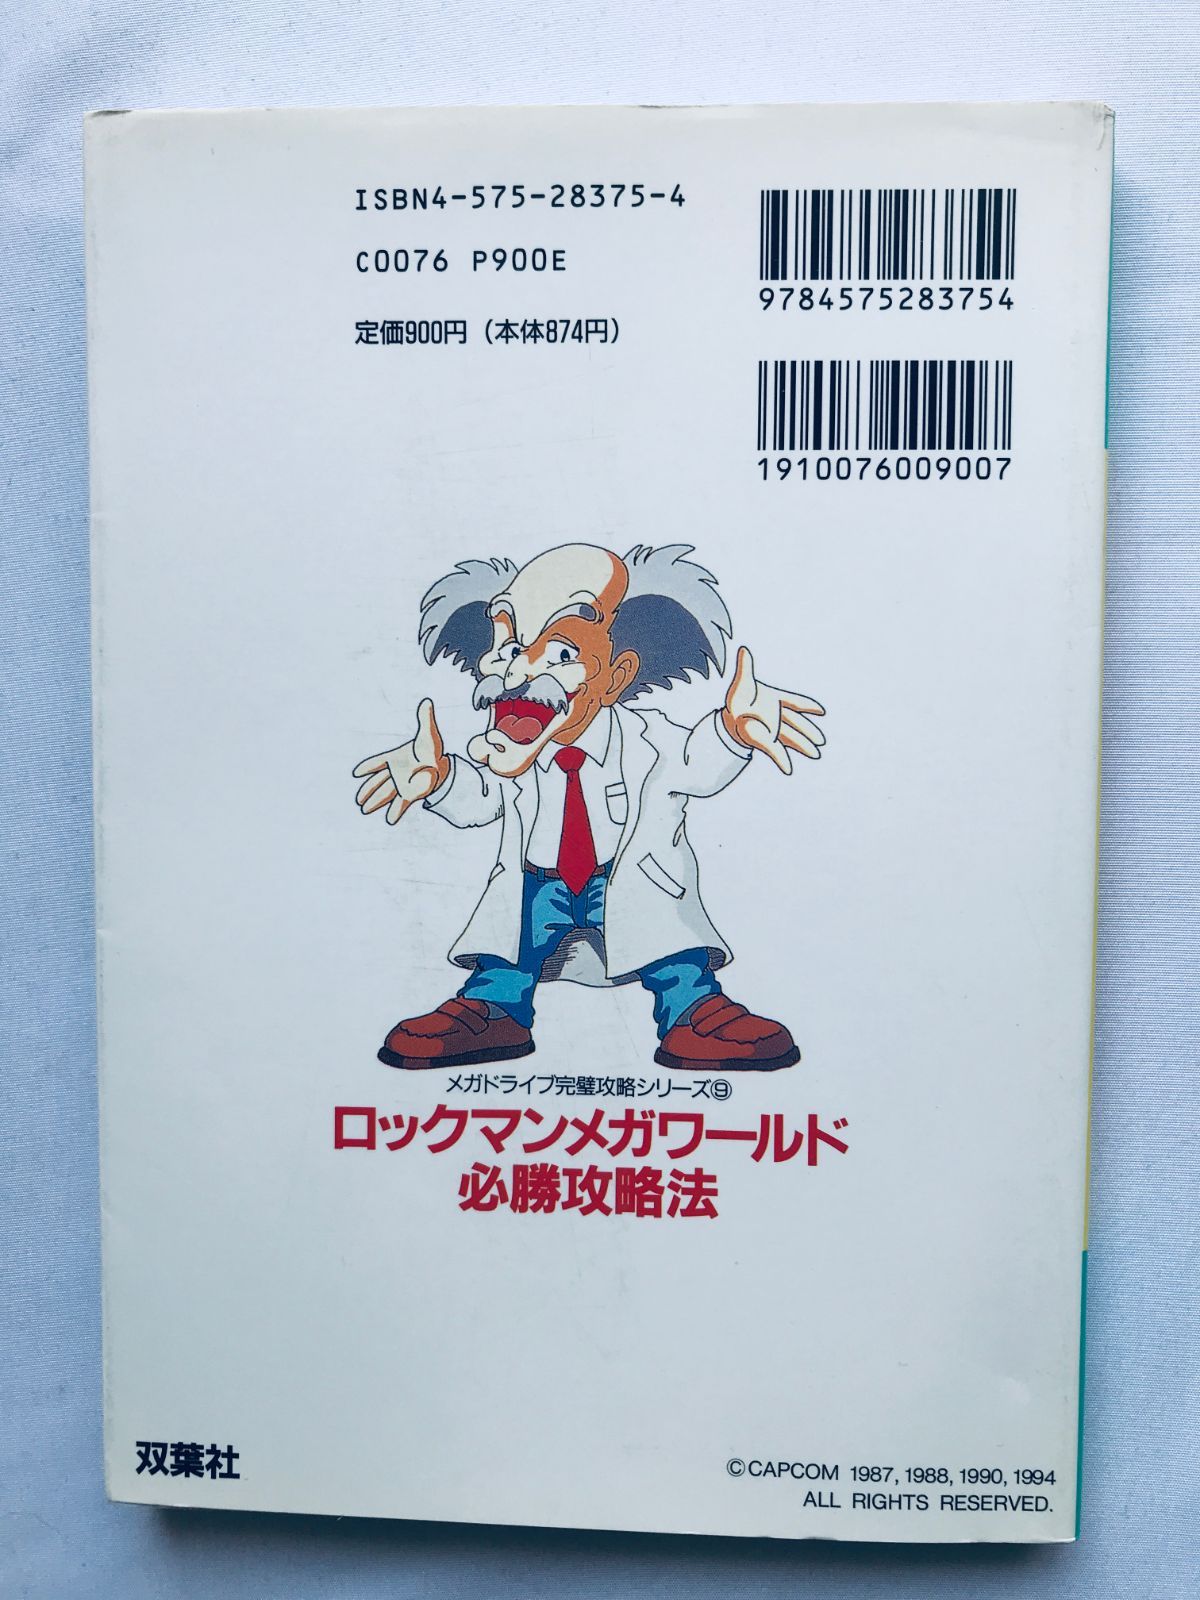 ISBN4-575-28375-4
C0076 P900E
定価900円（本体874円）
9784575283754
1910076009007
メガドライブ完璧攻略シリーズ⑨
ロックマンメガワールド
必勝攻略法
双葉社
©CAPCOM 1987,1988,1990,1994
ALL RIGHTS RESERVED.